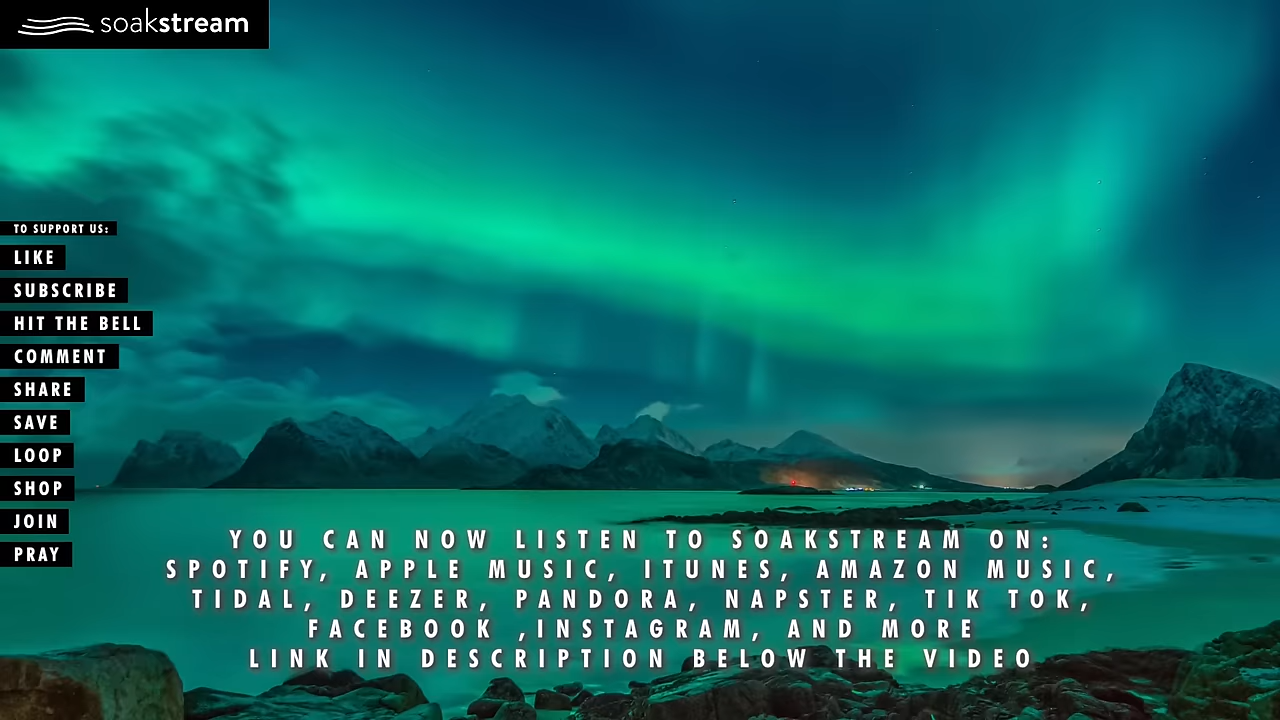 soakstream
TO SUPPORT US:
LIKE
SUBSCRIBE
HIT THE BELL
COMMENT
SHARE
SAVE
LOOP
SHOP
JOIN
PRAY
YOU CAN NOW LISTEN TO SOAKSTREAM ON:
SPOTIFY, APPLE MUSIC, ITUNES, AMAZON MUSIC,
TIDAL, DEEZER, PANDORA, NAPSTER, TIK TOK,
FACEBOOK ,INSTAGRAM, AND MORE
LINK IN DESCRIPTION BELOW THE VIDEO